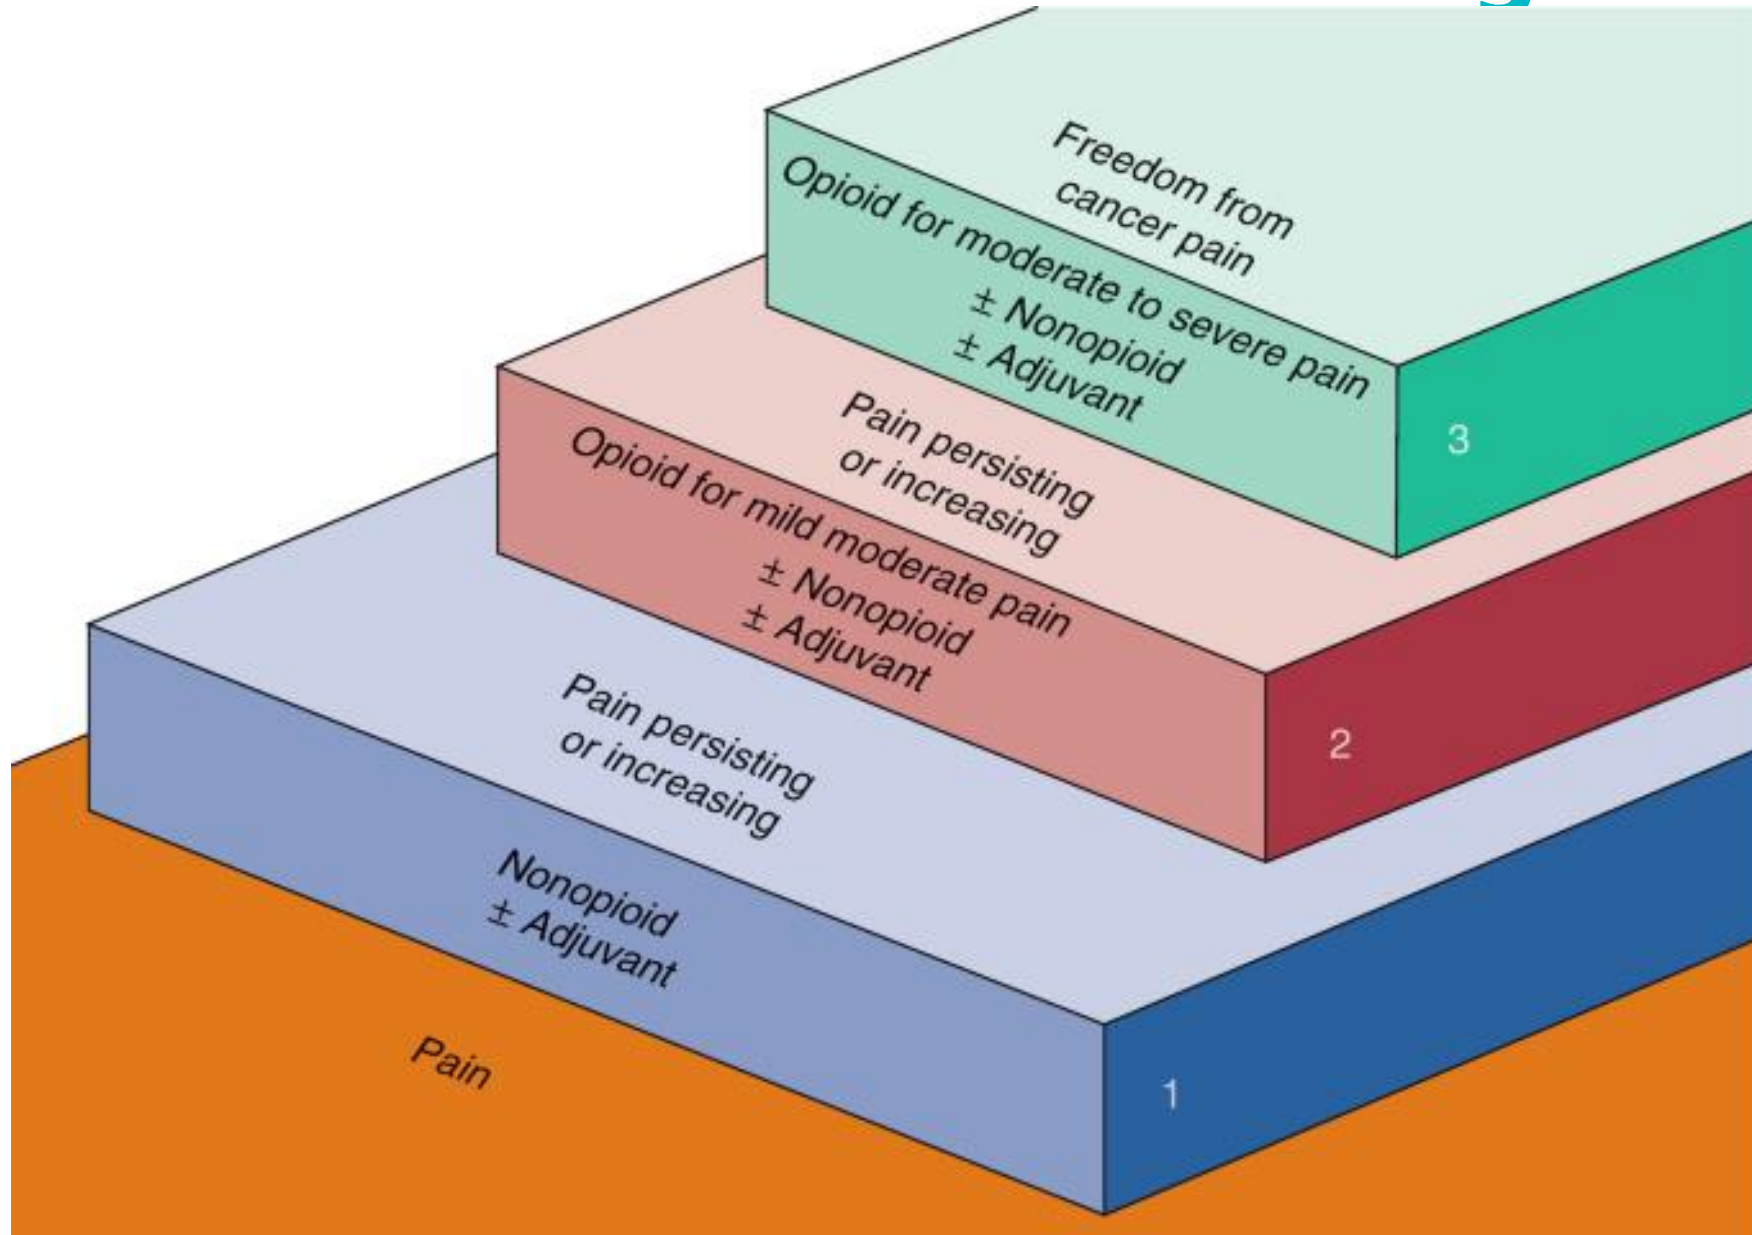 Freedom from
cancer pain
Opioid for moderate to severe pain
± Nonopioid
± Adjuvant
3
Pain persisting
or increasing
Opioid for mild moderate pain
± Nonopioid
± Adjuvant
2
Pain persisting
or increasing
Nonopioid
± Adjuvant
1
Pain